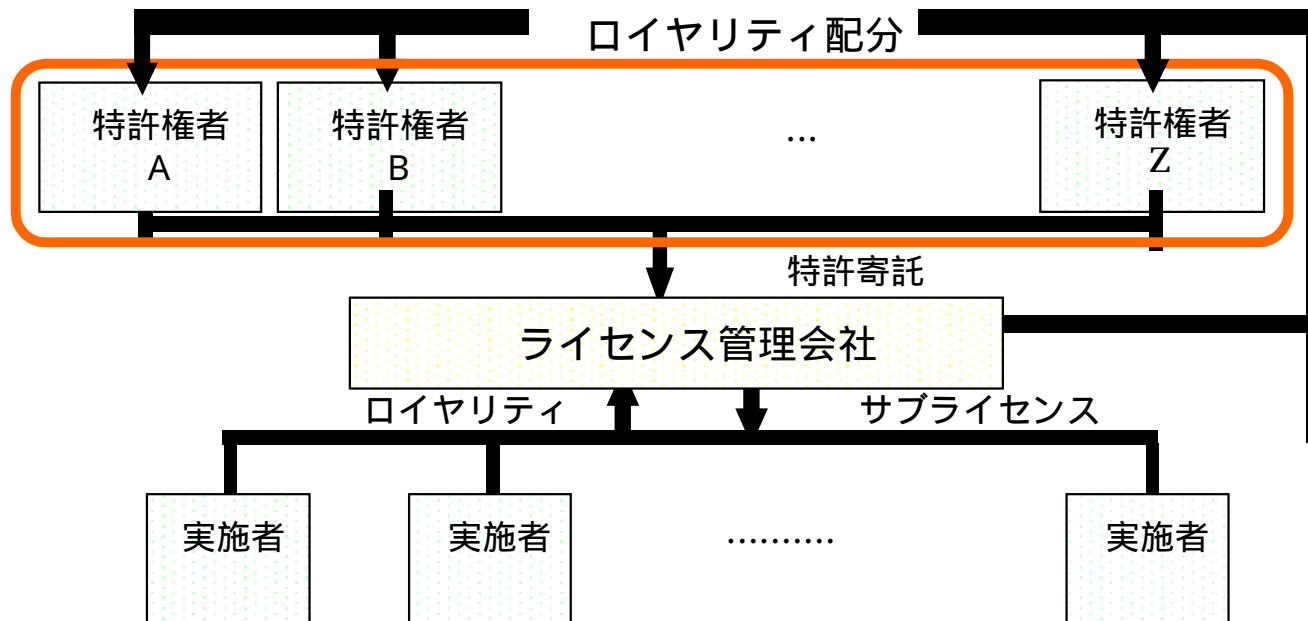 ロイヤリティ配分
特許権者
A
特許権者
B
...
特許権者
Z
特許寄託
ライセンス管理会社
ロイヤリティ
サブライセンス
実施者
実施者
..........
実施者